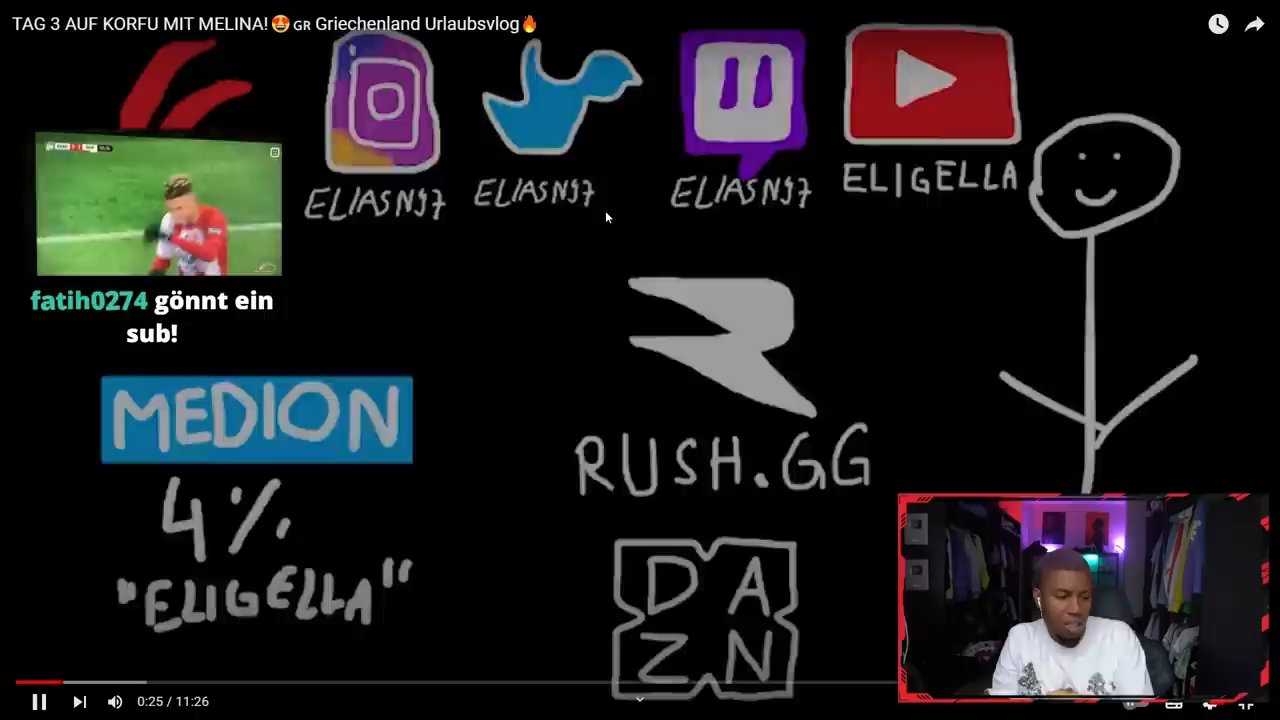 TAG 3 AUF KORFU MIT MELINA!😍 GR Griechenland Urlaubsvlog🔥
ELIASN97
ELIASN97
ELIASN97
ELIGELLA
fatih0274 gönnt ein
sub!
MEDION
4%
"ELIGELLA"
RUSH.GG
DA
ZN
0:25 / 11:26